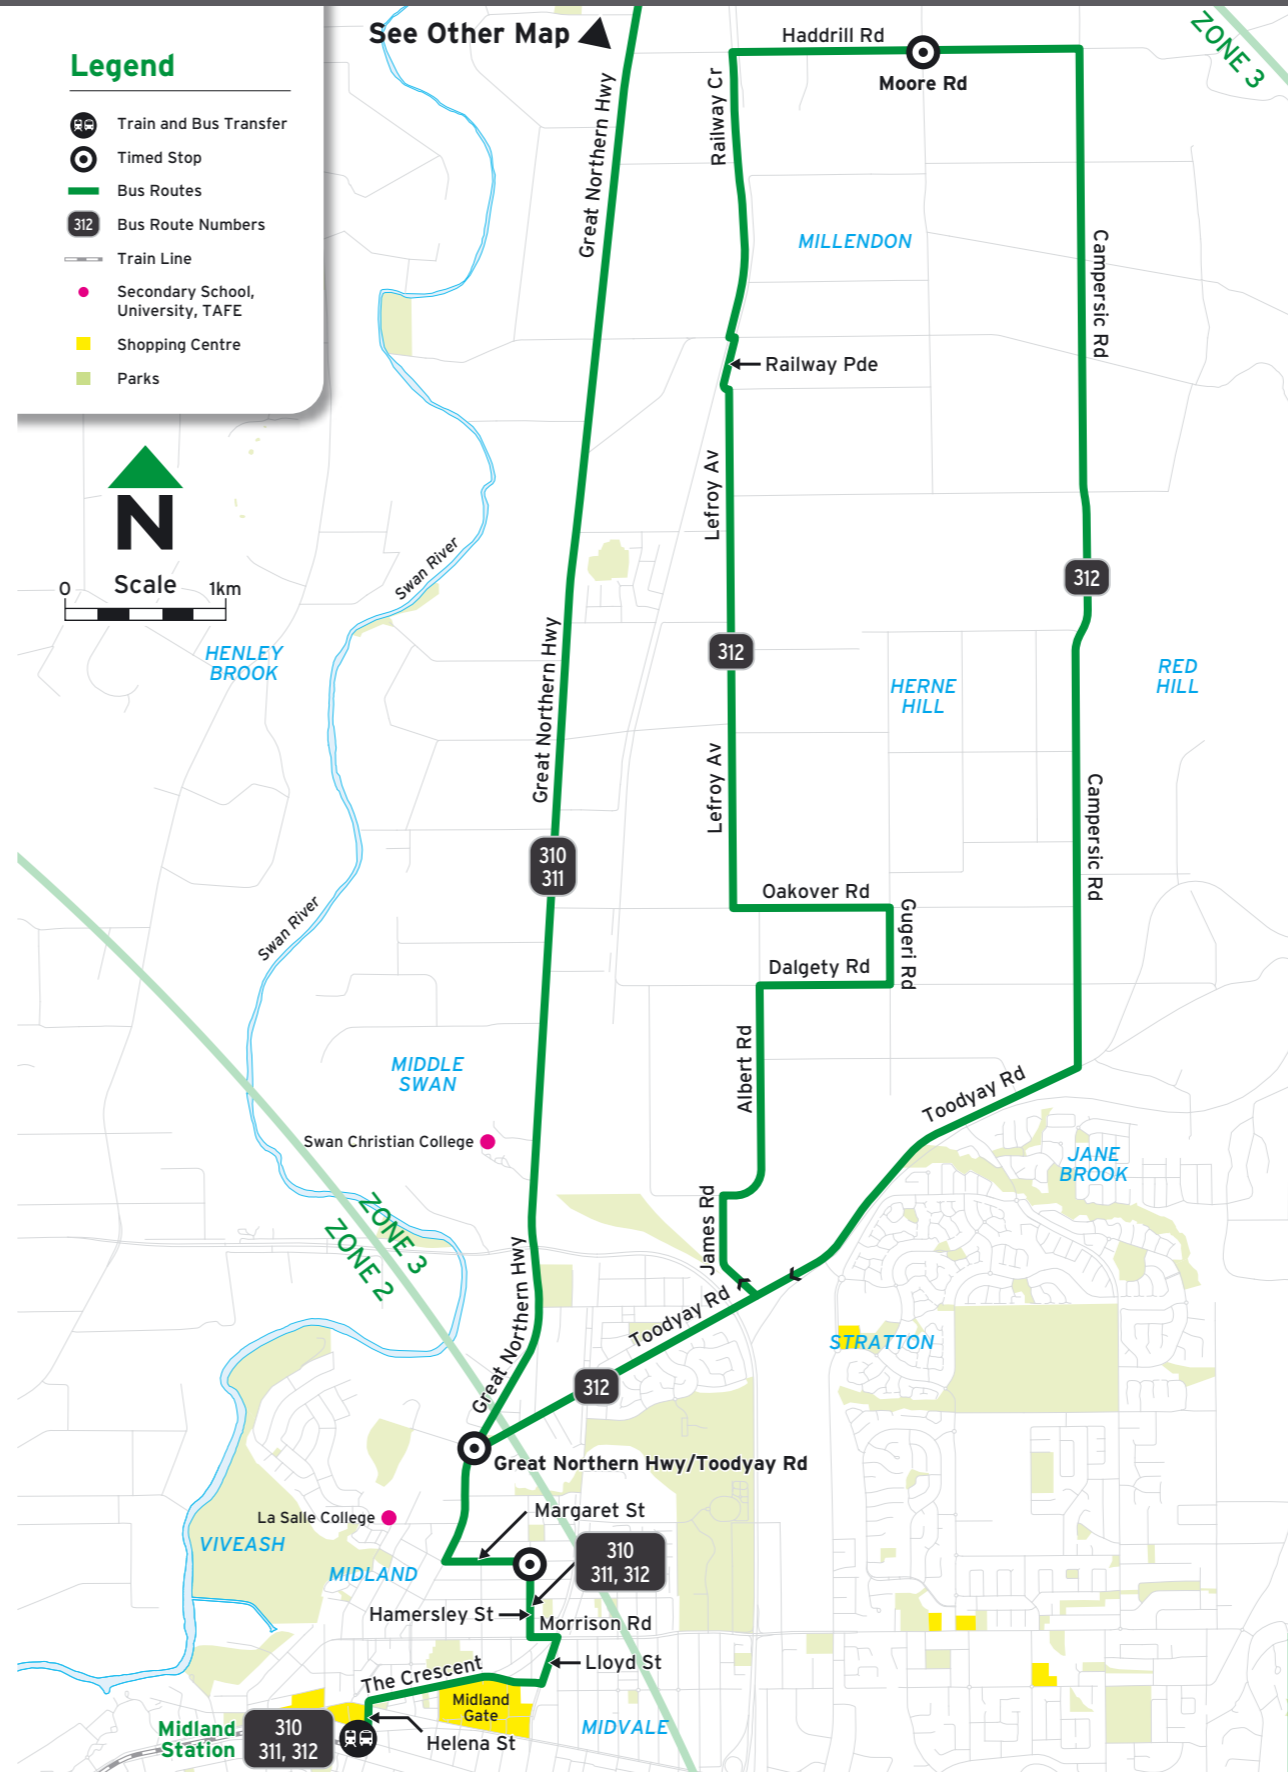 See Other Map
Legend
Train and Bus Transfer
Timed Stop
Bus Routes
312
Bus Route Numbers
Train Line
Secondary School,
University, TAFE
Shopping Centre
Parks
N
Scale
0
1km
Haddrill Rd
Moore Rd
ZONE 3
Railway Cr
Great Northern Hwy
MILLENDON
Campersic Rd
Railway Pde
Lefroy Av
Swan River
312
312
HENLEY
BROOK
Great Northern Hwy
HERNE
HILL
RED
HILL
Lefroy Av
Campersic Rd
310
311
Oakover Rd
Gugeri Rd
Swan River
Dalgety Rd
Albert Rd
MIDDLE
SWAN
Toodyay Rd
Swan Christian College
JANE
BROOK
ZONE 3
ZONE 2
James Rd
Great Northern Hwy
Toodyay Rd
STRATTON
312
Great Northern Hwy/Toodyay Rd
Margaret St
La Salle College
VIVEASH
MIDLAND
310
311, 312
Hamersley St
Morrison Rd
Lloyd St
The Crescent
Midland
Gate
MIDVALE
Midland
Station
310
311, 312
Helena St